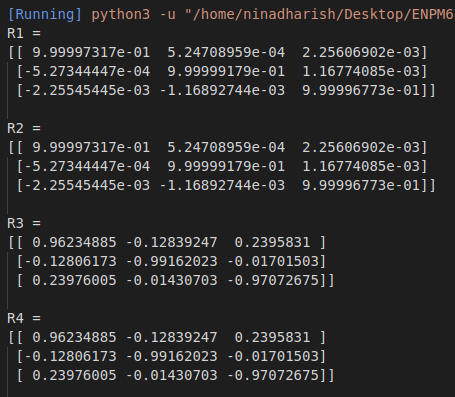 [Running] python3 -u "/home/ninadharish/Desktop/ENPM6
R1 =
[[ 9.99997317e-01  5.24708959e-04  2.25606902e-03]
 [-5.27344447e-04  9.99999179e-01  1.16774085e-03]
 [-2.25545445e-03 -1.16892744e-03  9.99996773e-01]]
R2 =
[[ 9.99997317e-01  5.24708959e-04  2.25606902e-03]
 [-5.27344447e-04  9.99999179e-01  1.16774085e-03]
 [-2.25545445e-03 -1.16892744e-03  9.99996773e-01]]
R3 =
[[ 0.96234885 -0.12839247  0.2395831 ]
 [-0.12806173 -0.99162023 -0.01701503]
 [ 0.23976005 -0.01430703 -0.97072675]]
R4 =
[[ 0.96234885 -0.12839247  0.2395831 ]
 [-0.12806173 -0.99162023 -0.01701503]
 [ 0.23976005 -0.01430703 -0.97072675]]